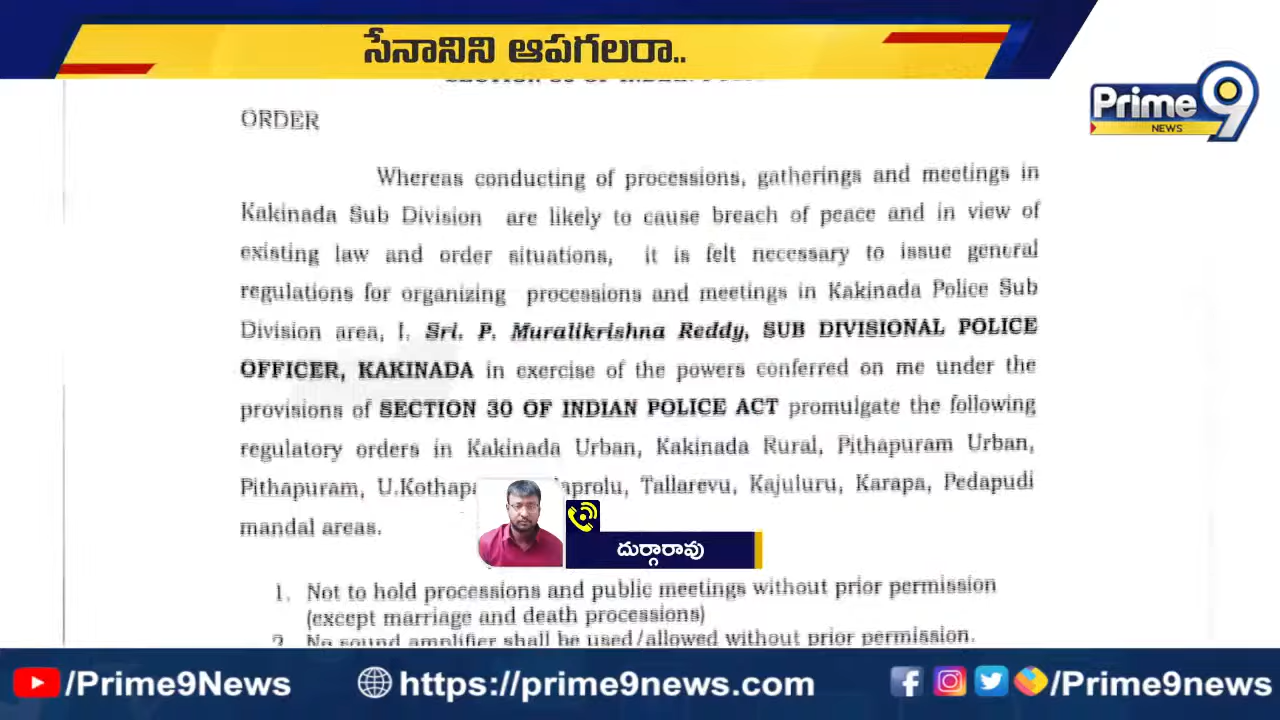 సేనానిని ఆపగలరా..
Prime9
NEWS
ORDER
Whereas conducting of processions, gatherings and meetings in
Kakinada Sub Division are likely to cause breach of peace and in view of
existing law and order situations, it is felt necessary to issue general
regulations for organizing processions and meetings in Kakinada Police Sub
Division area, I. Sri. P. Muralikrishna Reddy, SUB DIVISIONAL POLICE
OFFICER, KAKINADA in exercise of the powers conferred on me under the
provisions of SECTION 30 OF INDIAN POLICE ACT promulgate the following
regulatory orders in Kakinada Urban, Kakinada Rural, Pithapuram Urban,
Pithapuram, Tallarevu, Kajuluru, Karapa, Pedapudi
mandal areas.
దుర్గారావు
1. Not to hold processions and public meetings without prior permission
(except marriage and death processions)
2. No sound amplifier shall be used/allowed without prior permission.
/Prime9News
https://prime9news.com
/Prime9news